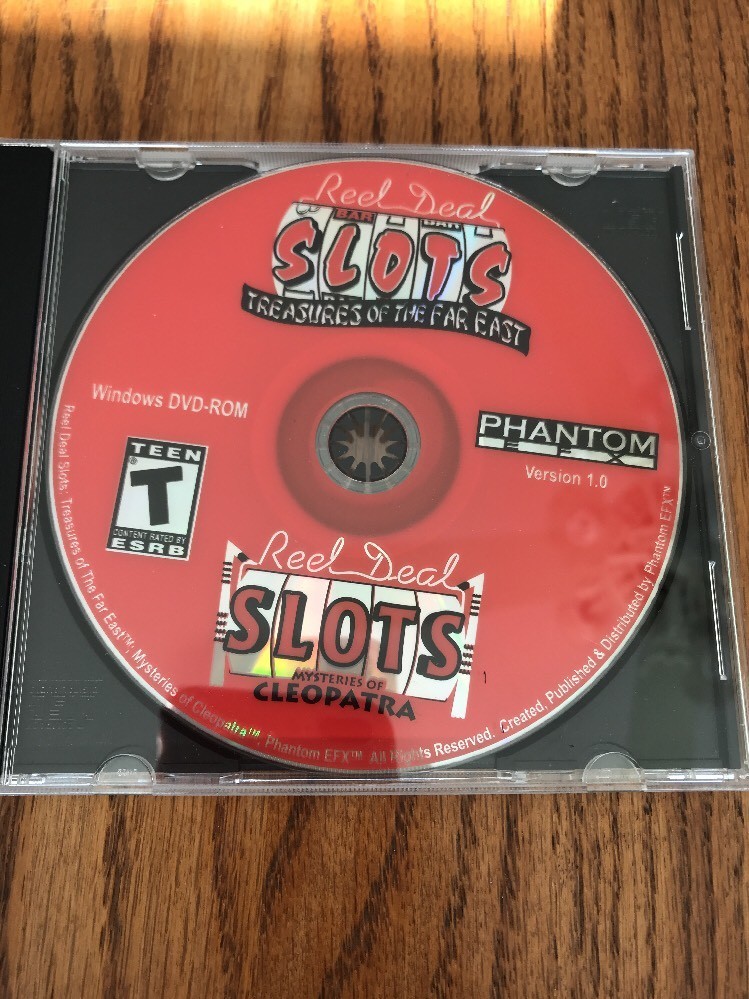 Reel Deal
BAR BAR
SLOTS
TREASURES OF THE FAR EAST
Windows DVD-ROM
PHANTOM
EFX
Version 1.0
TEEN
T
CONTENT RATED BY
ESRB
Reel Deal
SLOTS
MYSTERIES OF
CLEOPATRA
Reel Deal Slots: Treasures of The Far East™, Mysteries of Cleopatra™, Phantom EFX™ All Rights Reserved. Created, Published & Distributed by Phantom EFX™